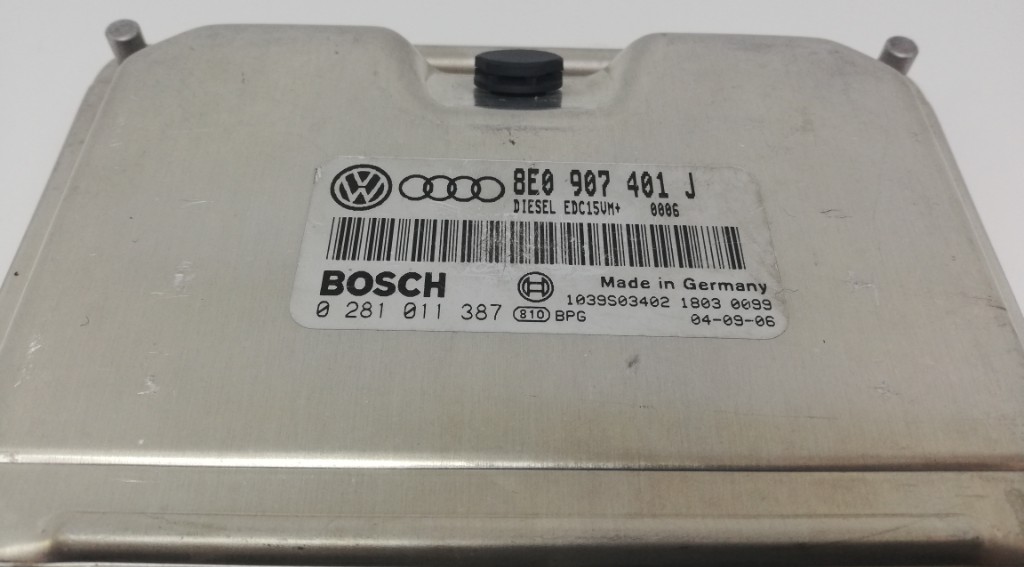 8E0 907 401 J
DIESEL EDC15VM+ 0006
BOSCH
Made in Germany
0 281 011 387 810 BPG
1039S03402 1803 0099
04-09-06